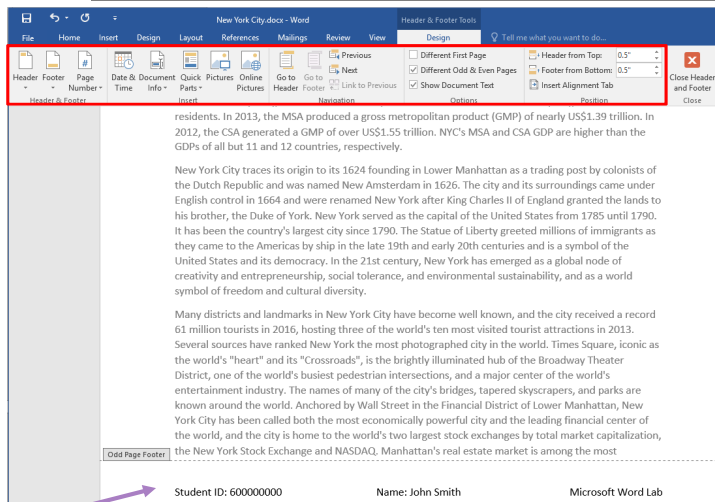 New York City.docx - Word Header & Footer Tools
File Home Insert Design Layout References Mailings Review View Design Tell me what you want to do...
Header Footer Page Number
Header & Footer
Date & Time Document Info Quick Parts Pictures Online Pictures
Insert
Go to Header Go to Footer Previous Next Link to Previous
Navigation
Different First Page
Different Odd & Even Pages
Show Document Text
Options
Header from Top: 0.5"
Footer from Bottom: 0.5"
Insert Alignment Tab
Position
Close Header and Footer
Close
residents. In 2013, the MSA produced a gross metropolitan product (GMP) of nearly US$1.39 trillion. In
2012, the CSA generated a GMP of over US$1.55 trillion. NYC's MSA and CSA GDP are higher than the
GDPs of all but 11 and 12 countries, respectively.
New York City traces its origin to its 1624 founding in Lower Manhattan as a trading post by colonists of
the Dutch Republic and was named New Amsterdam in 1626. The city and its surroundings came under
English control in 1664 and were renamed New York after King Charles II of England granted the lands to
his brother, the Duke of York. New York served as the capital of the United States from 1785 until 1790.
It has been the country's largest city since 1790. The Statue of Liberty greeted millions of immigrants as
they came to the Americas by ship in the late 19th and early 20th centuries and is a symbol of the
United States and its democracy. In the 21st century, New York has emerged as a global node of
creativity and entrepreneurship, social tolerance, and environmental sustainability, and as a world
symbol of freedom and cultural diversity.
Many districts and landmarks in New York City have become well known, and the city received a record
61 million tourists in 2016, hosting three of the world's ten most visited tourist attractions in 2013.
Several sources have ranked New York the most photographed city in the world. Times Square, iconic as
the world's "heart" and its "Crossroads", is the brightly illuminated hub of the Broadway Theater
District, one of the world's busiest pedestrian intersections, and a major center of the world's
entertainment industry. The names of many of the city's bridges, tapered skyscrapers, and parks are
known around the world. Anchored by Wall Street in the Financial District of Lower Manhattan, New
York City has been called both the most economically powerful city and the leading financial center of
the world, and the city is home to the world's two largest stock exchanges by total market capitalization,
the New York Stock Exchange and NASDAQ. Manhattan's real estate market is among the most
Odd Page Footer
Student ID: 600000000 Name: John Smith Microsoft Word Lab